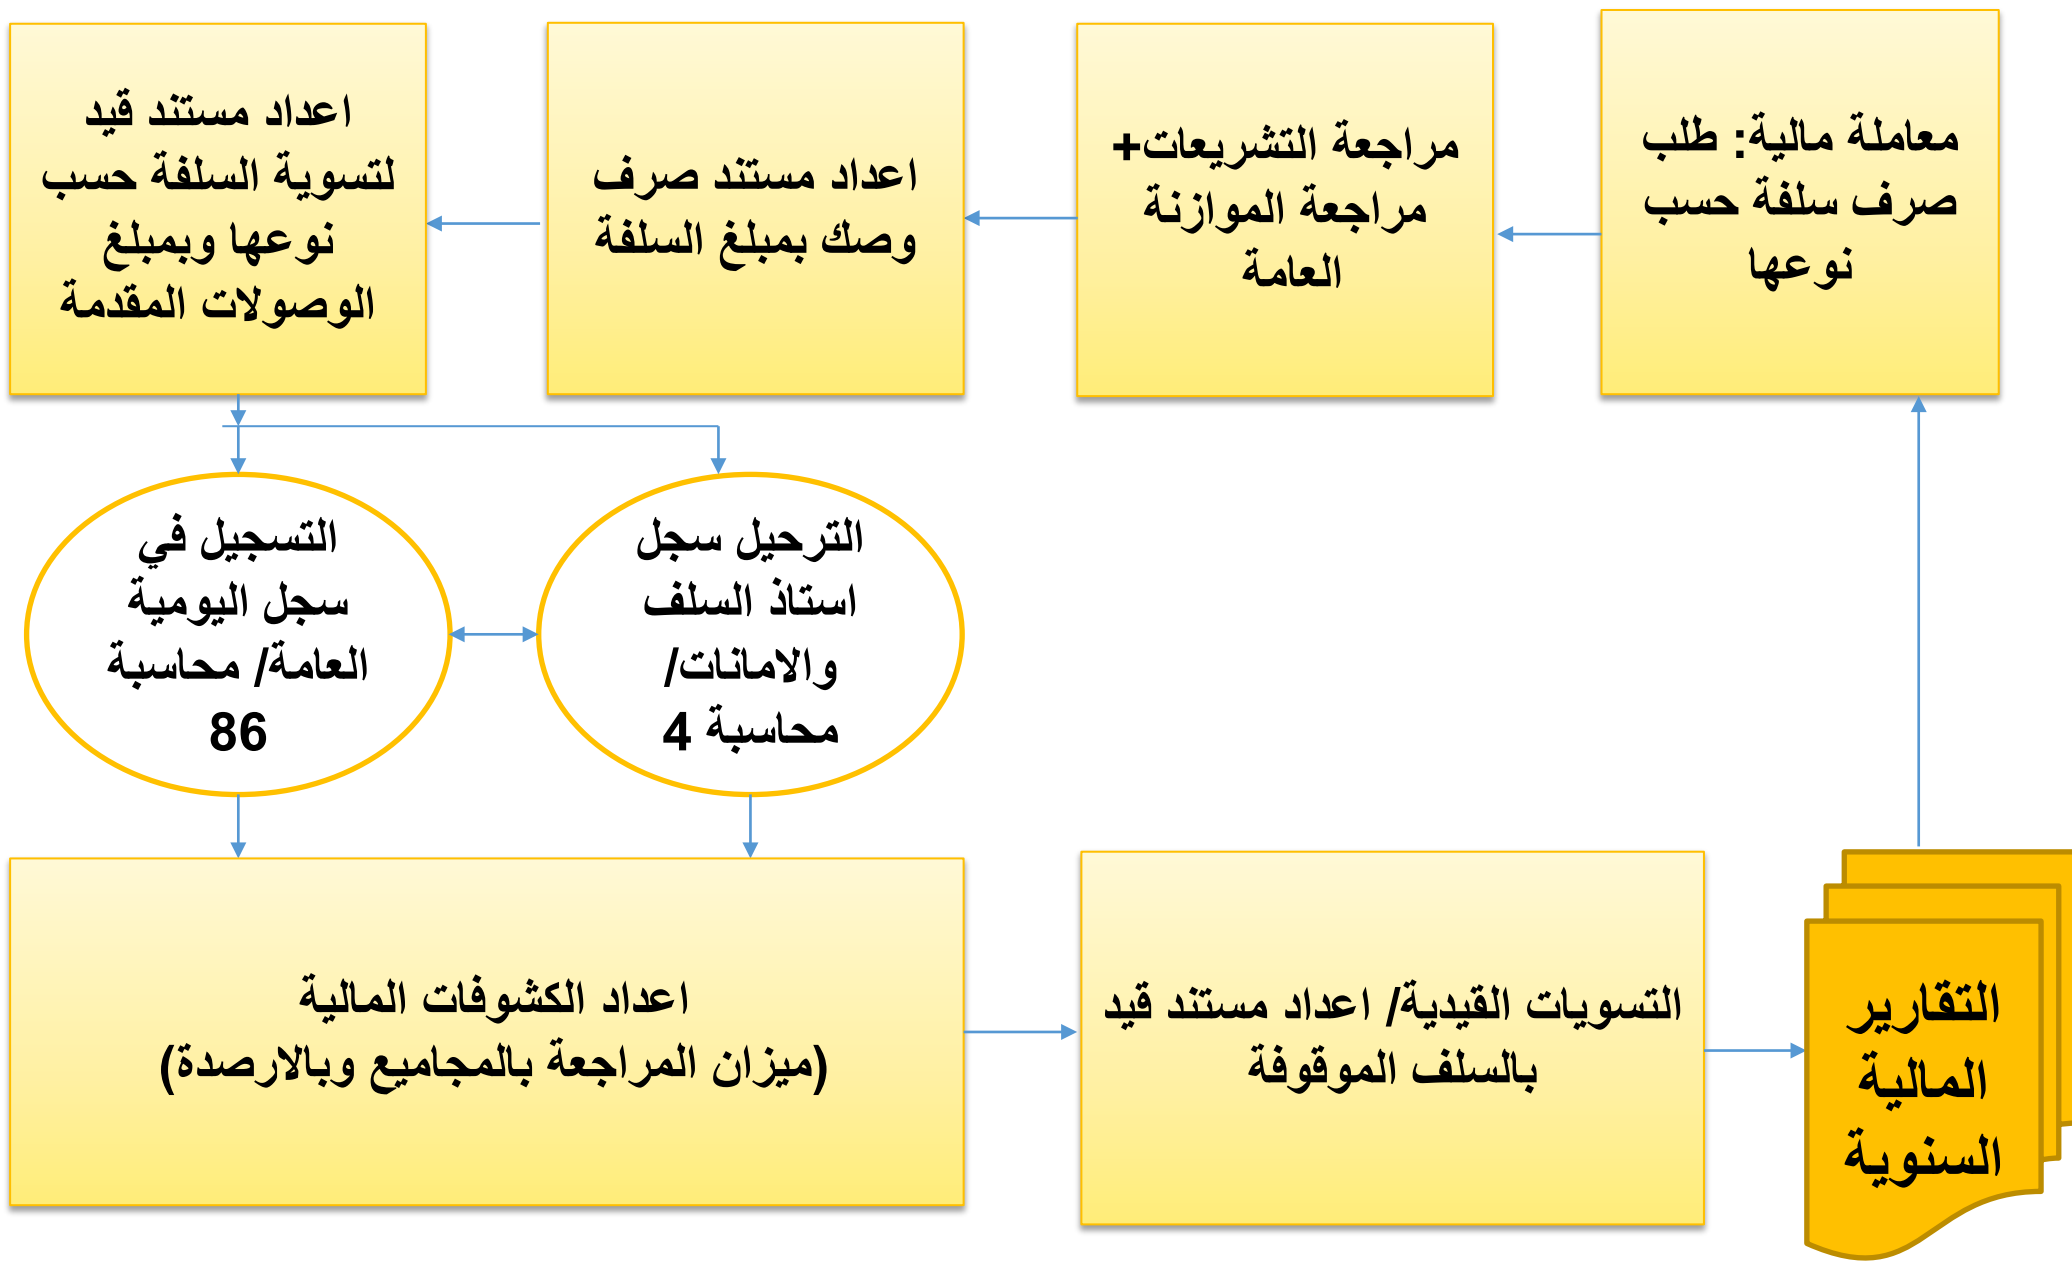 معاملة مالية: طلب
صرف سلفة حسب
نوعها
مراجعة التشريعات+
مراجعة الموازنة
العامة
اعداد مستند صرف
وصك بمبلغ السلفة
اعداد مستند قيد
لتسوية السلفة حسب
نوعها وبمبلغ
الوصولات المقدمة
الترحيل سجل
استاذ السلف
والامانات/
محاسبة 4
التسجيل في
سجل اليومية
العامة/ محاسبة
86
اعداد الكشوفات المالية
(ميزان المراجعة بالمجاميع وبالارصدة)
التسويات القيدية/ اعداد مستند قيد
بالسلف الموقوفة
التقارير
المالية
السنوية